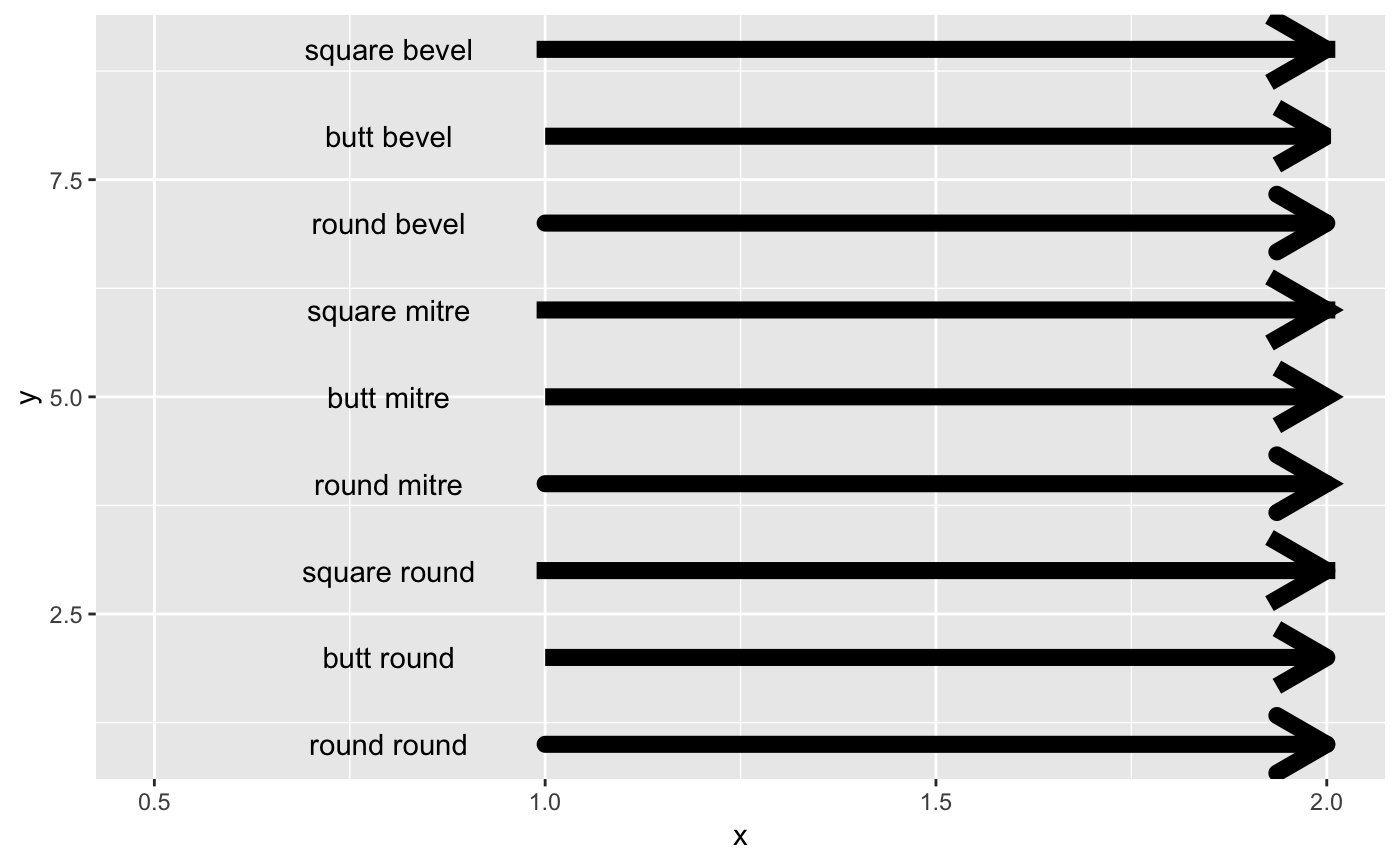 square bevel
butt bevel
7.5
round bevel
square mitre
y
5.0
butt mitre
round mitre
square round
2.5
butt round
round round
0.5
1.0
1.5
2.0
x